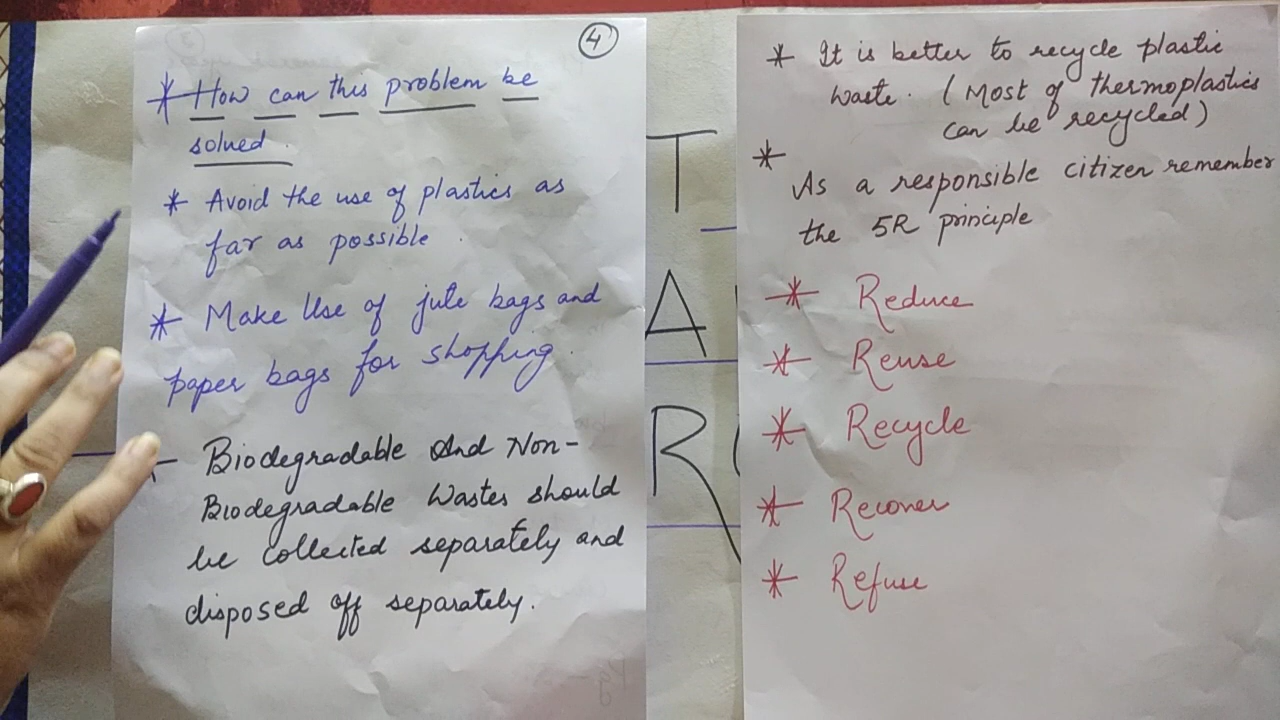 4
* How can this problem be
solved.
* Avoid the use of plastics as
far as possible.
* Make Use of jute bags and
paper bags for shopping.
Biodegradable And Non-
Biodegradable Wastes should
be collected separately and
disposed off separately.
T
A
R
* It is better to recycle plastic
waste. (Most of thermoplastics
can be recycled)
*
As a responsible citizen remember
the 5R principle
* Reduce
* Reuse
* Recycle
* Recover
* Refuse